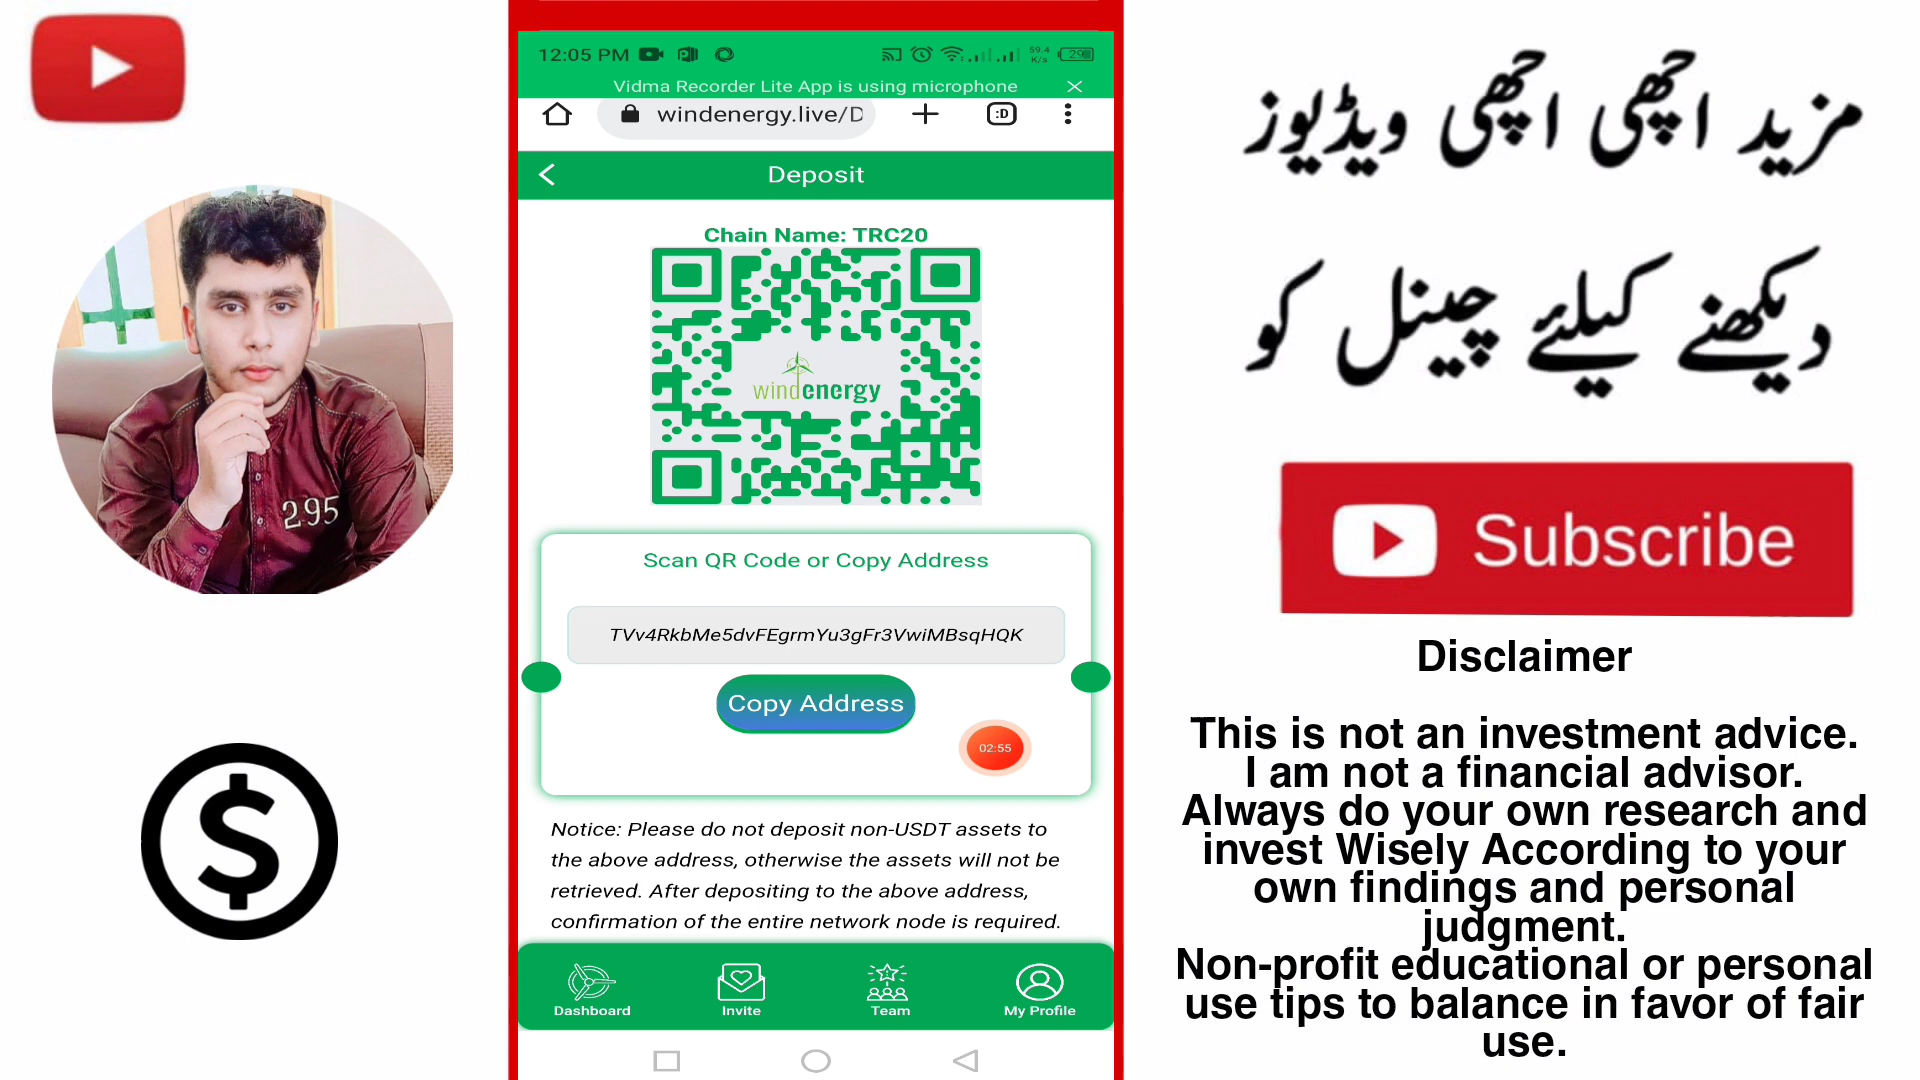 12:05 PM
59.4 K/s
29
Vidma Recorder Lite App is using microphone
windenergy.live/D
:D
Deposit
Chain Name: TRC20
windenergy
Scan QR Code or Copy Address
TVv4RkbMe5dvFEgrmYu3gFr3VwiMBsqHQK
Copy Address
02:55
Notice: Please do not deposit non-USDT assets to
the above address, otherwise the assets will not be
retrieved. After depositing to the above address,
confirmation of the entire network node is required.
Dashboard
Invite
Team
My Profile
295
$
مزید اچھی اچھی ویڈیوز
دیکھنے کیلئے چینل کو
Subscribe
Disclaimer
This is not an investment advice.
I am not a financial advisor.
Always do your own research and
invest Wisely According to your
own findings and personal
judgment.
Non-profit educational or personal
use tips to balance in favor of fair
use.